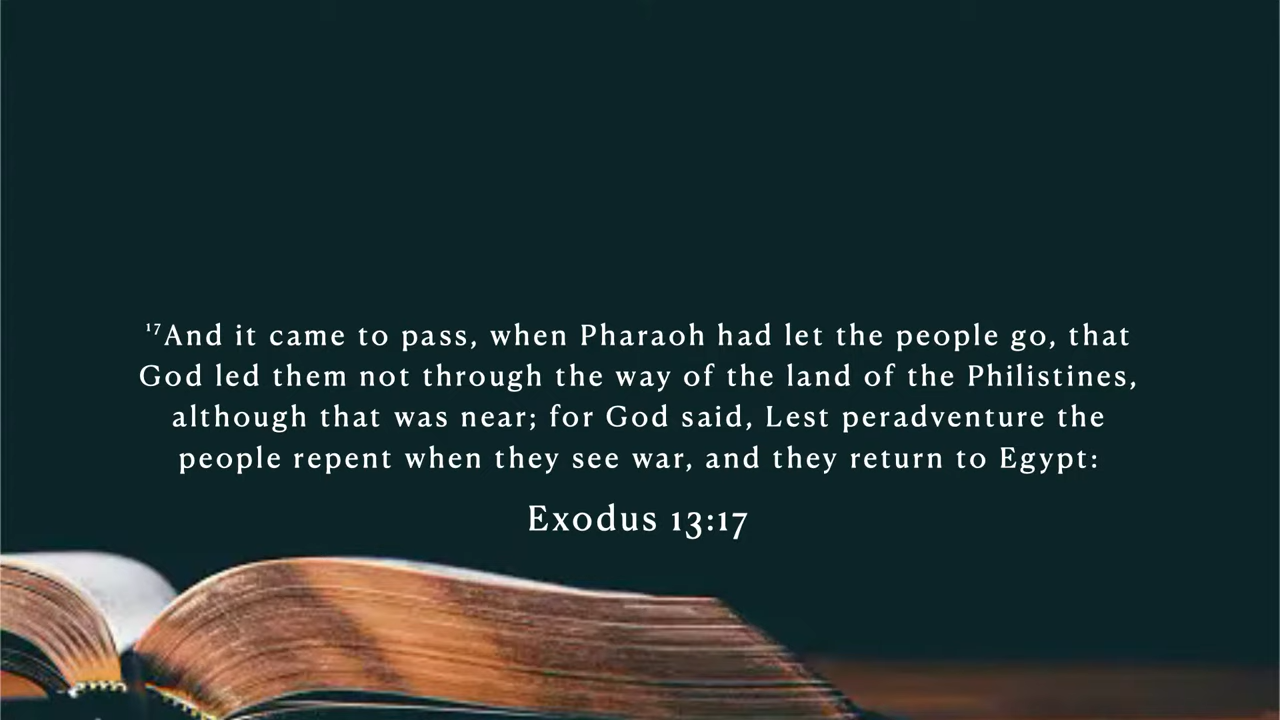 ¹⁷And it came to pass, when Pharaoh had let the people go, that
God led them not through the way of the land of the Philistines,
although that was near; for God said, Lest peradventure the
people repent when they see war, and they return to Egypt:
Exodus 13:17